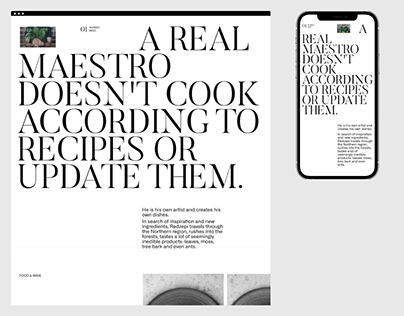 01
A REAL
MAESTRO
DOESN'T COOK
ACCORDING TO
RECIPES OR
UPDATE THEM.
He is his own artist and creates his
own dishes.
In search of inspiration and new
ingredients, Redzepi travels through
the Northern region, rushes into the
forests, tastes a lot of seemingly
inedible products-leaves, moss,
tree bark and even ants.
FOOD & WINE
A
REAL
MAESTRO
DOESN'T COOK
ACCORDING
TO RECIPES
OR UPDATE
THEM.
He is his own artist and
creates his own dishes.
In search of inspiration and
new ingredients, Redzepi
travels through the
Northern region, rushes
into the forests,
tastes a lot of
seemingly inedible
products-leaves, moss,
tree bark and even
ants.